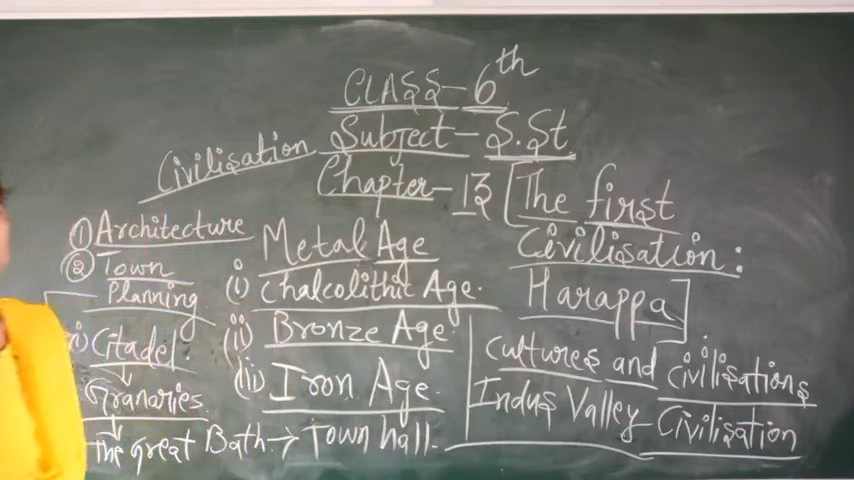 CLASS - 6th
Subject - S.St
Civilisation
Chapter - 13 [The first
Civilisation:
Harappa]
① Architecture
② Town
Planning
i) Citadel
↓
Granaries.
↓
The great Bath → Town hall.
Metal Age
(i) Chalcolithic Age.
(ii) Bronze Age
(iii) Iron Age.
Cultures and civilisations
Indus Valley Civilisation